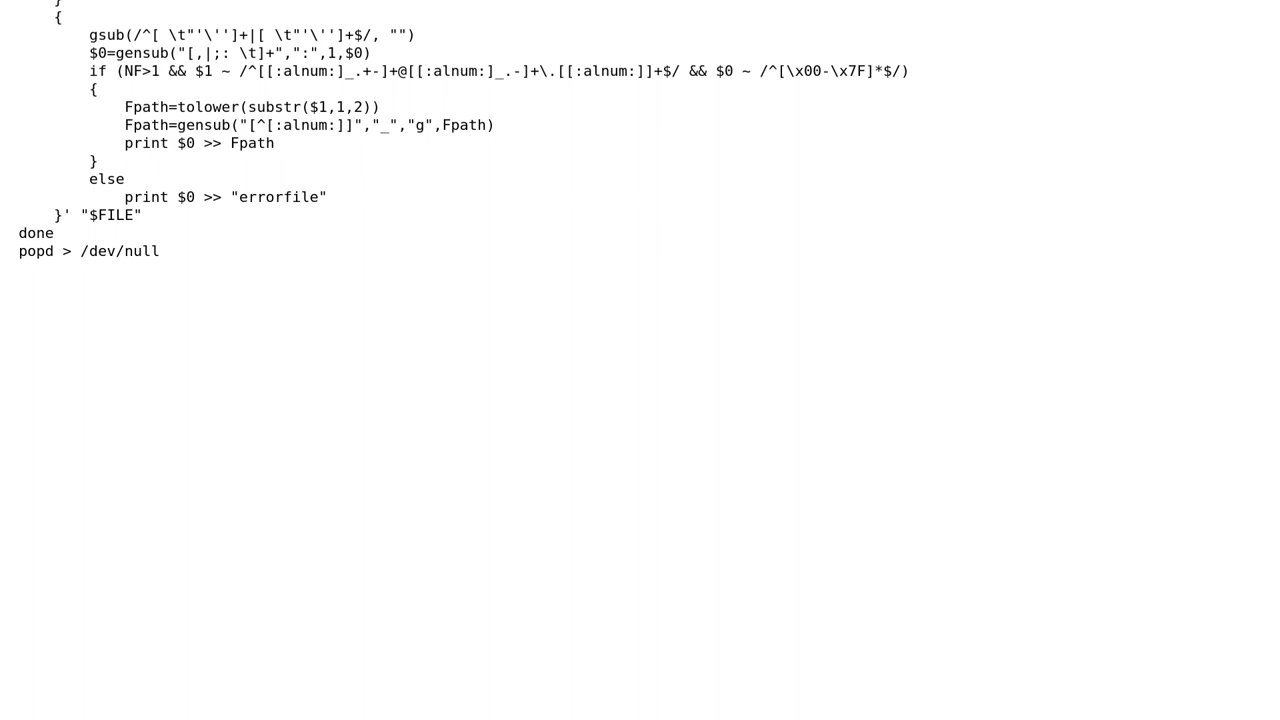 }
{
gsub(/^[ \t"'\'']+|[ \t"'\'']+$/, "")
$0=gensub("[,|;: \t]+",":",1,$0)
if (NF>1 && $1 ~ /^[[:alnum:]_.+-]+@[[:alnum:]_.-]+\.[[:alnum:]]+$/ && $0 ~ /^[\x00-\x7F]*$/)
{
Fpath=tolower(substr($1,1,2))
Fpath=gensub("[^[:alnum:]]","_","g",Fpath)
print $0 >> Fpath
}
else
print $0 >> "errorfile"
}' "$FILE"
done
popd > /dev/null